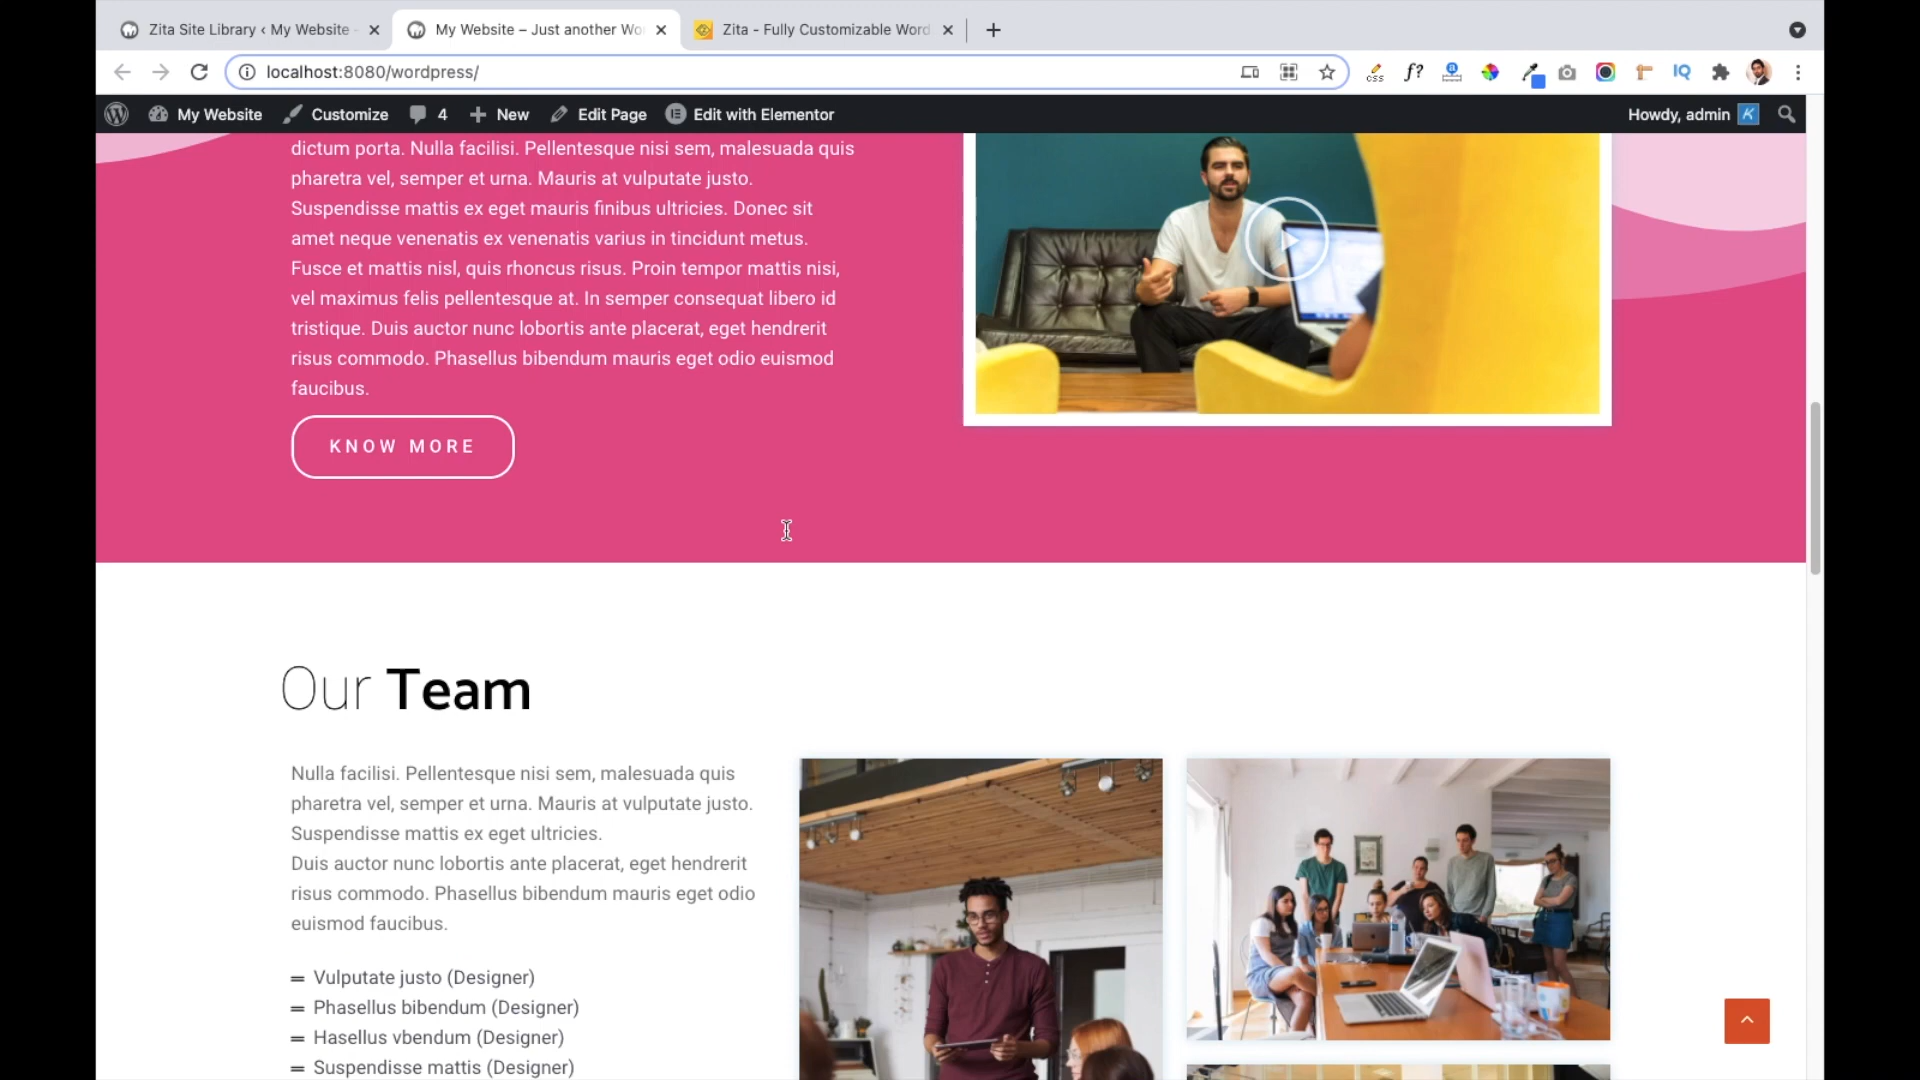 Zita Site Library ‹ My Website -
My Website – Just another Wo
Zita - Fully Customizable Word
localhost:8080/wordpress/
css
f?
IQ
My Website
Customize
4
New
Edit Page
Edit with Elementor
Howdy, admin
dictum porta. Nulla facilisi. Pellentesque nisi sem, malesuada quis
pharetra vel, semper et urna. Mauris at vulputate justo.
Suspendisse mattis ex eget mauris finibus ultricies. Donec sit
amet neque venenatis ex venenatis varius in tincidunt metus.
Fusce et mattis nisl, quis rhoncus risus. Proin tempor mattis nisi,
vel maximus felis pellentesque at. In semper consequat libero id
tristique. Duis auctor nunc lobortis ante placerat, eget hendrerit
risus commodo. Phasellus bibendum mauris eget odio euismod
faucibus.
KNOW MORE
Our Team
Nulla facilisi. Pellentesque nisi sem, malesuada quis
pharetra vel, semper et urna. Mauris at vulputate justo.
Suspendisse mattis ex eget ultricies.
Duis auctor nunc lobortis ante placerat, eget hendrerit
risus commodo. Phasellus bibendum mauris eget odio
euismod faucibus.
Vulputate justo (Designer)
Phasellus bibendum (Designer)
Hasellus vbendum (Designer)
Suspendisse mattis (Designer)